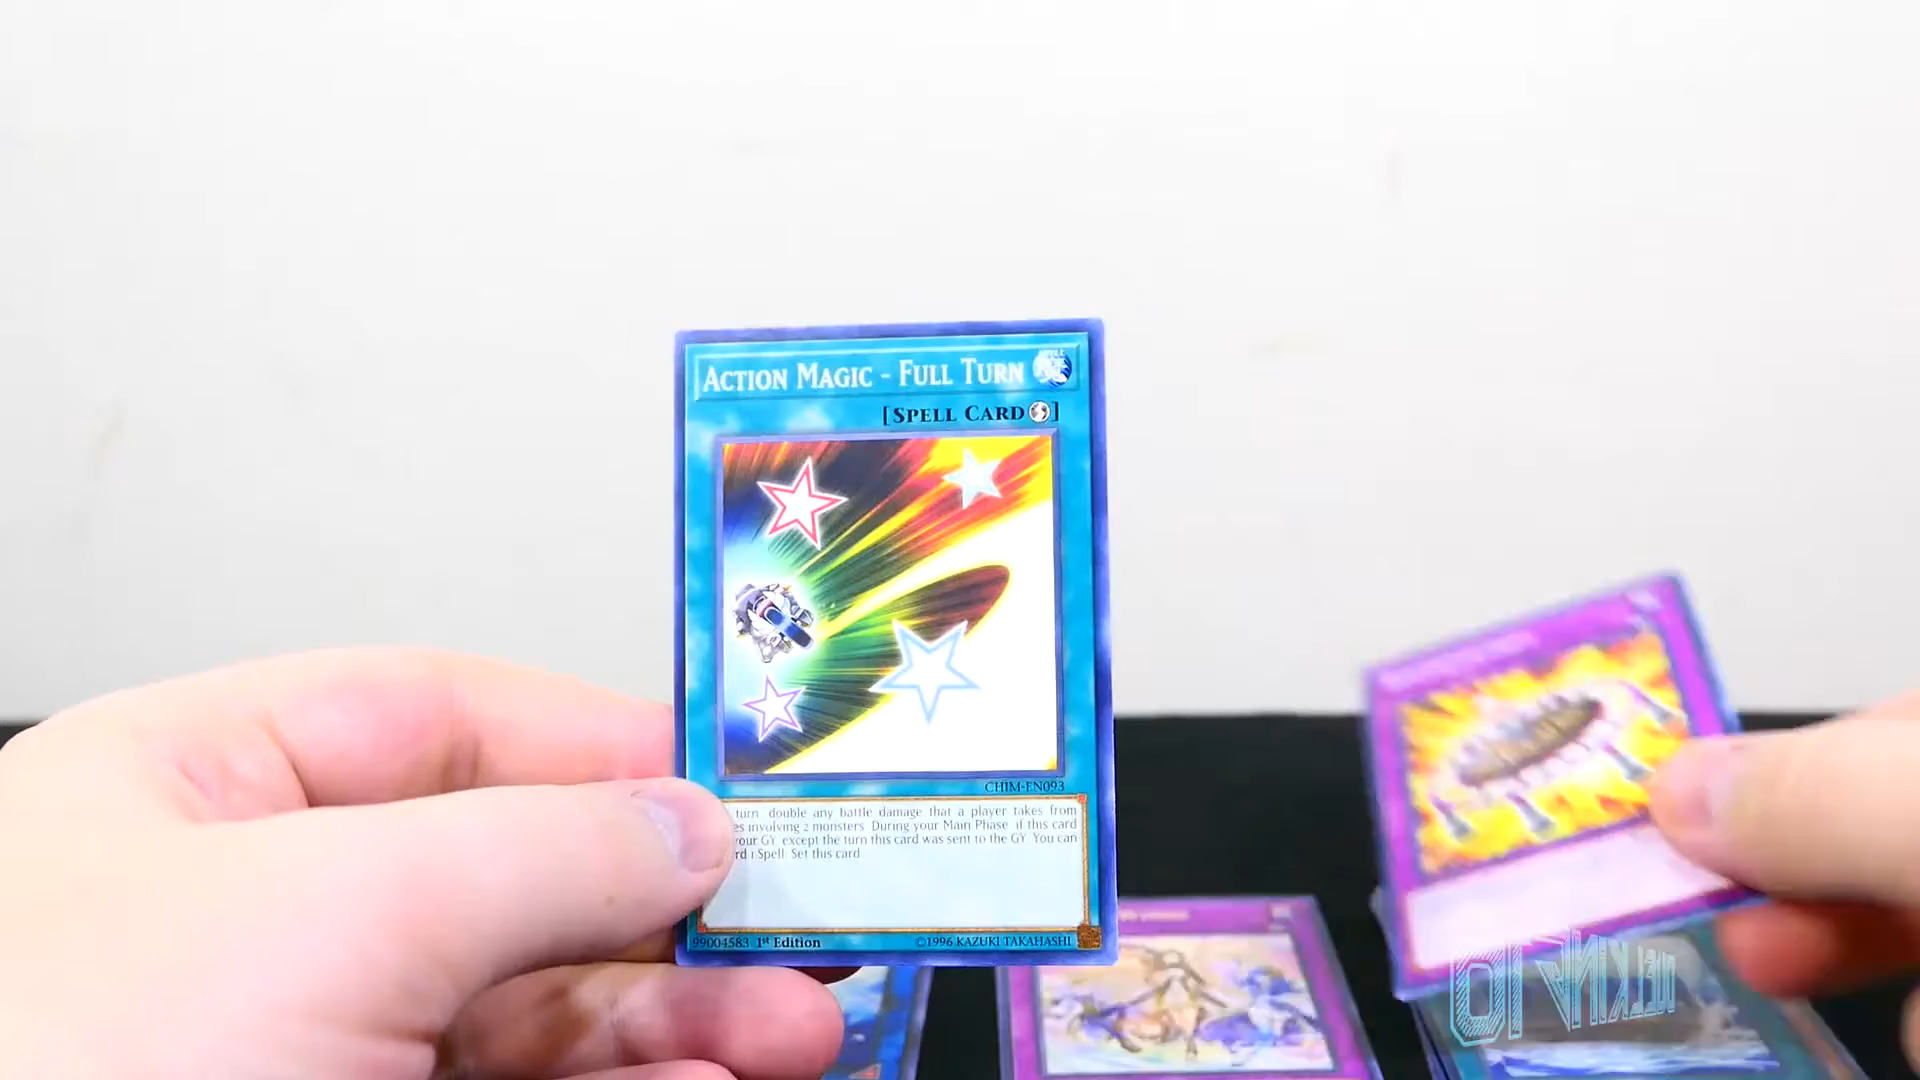 ACTION MAGIC - FULL TURN
[SPELL CARD]
CHIM-EN093
turn double any battle damage that a player takes from
es involving 2 monsters. During your Main Phase if this card
your GY except the turn this card was sent to the GY: You can
rd 1 Spell; Set this card
99004583 1st Edition
©1996 KAZUKI TAKAHASHI